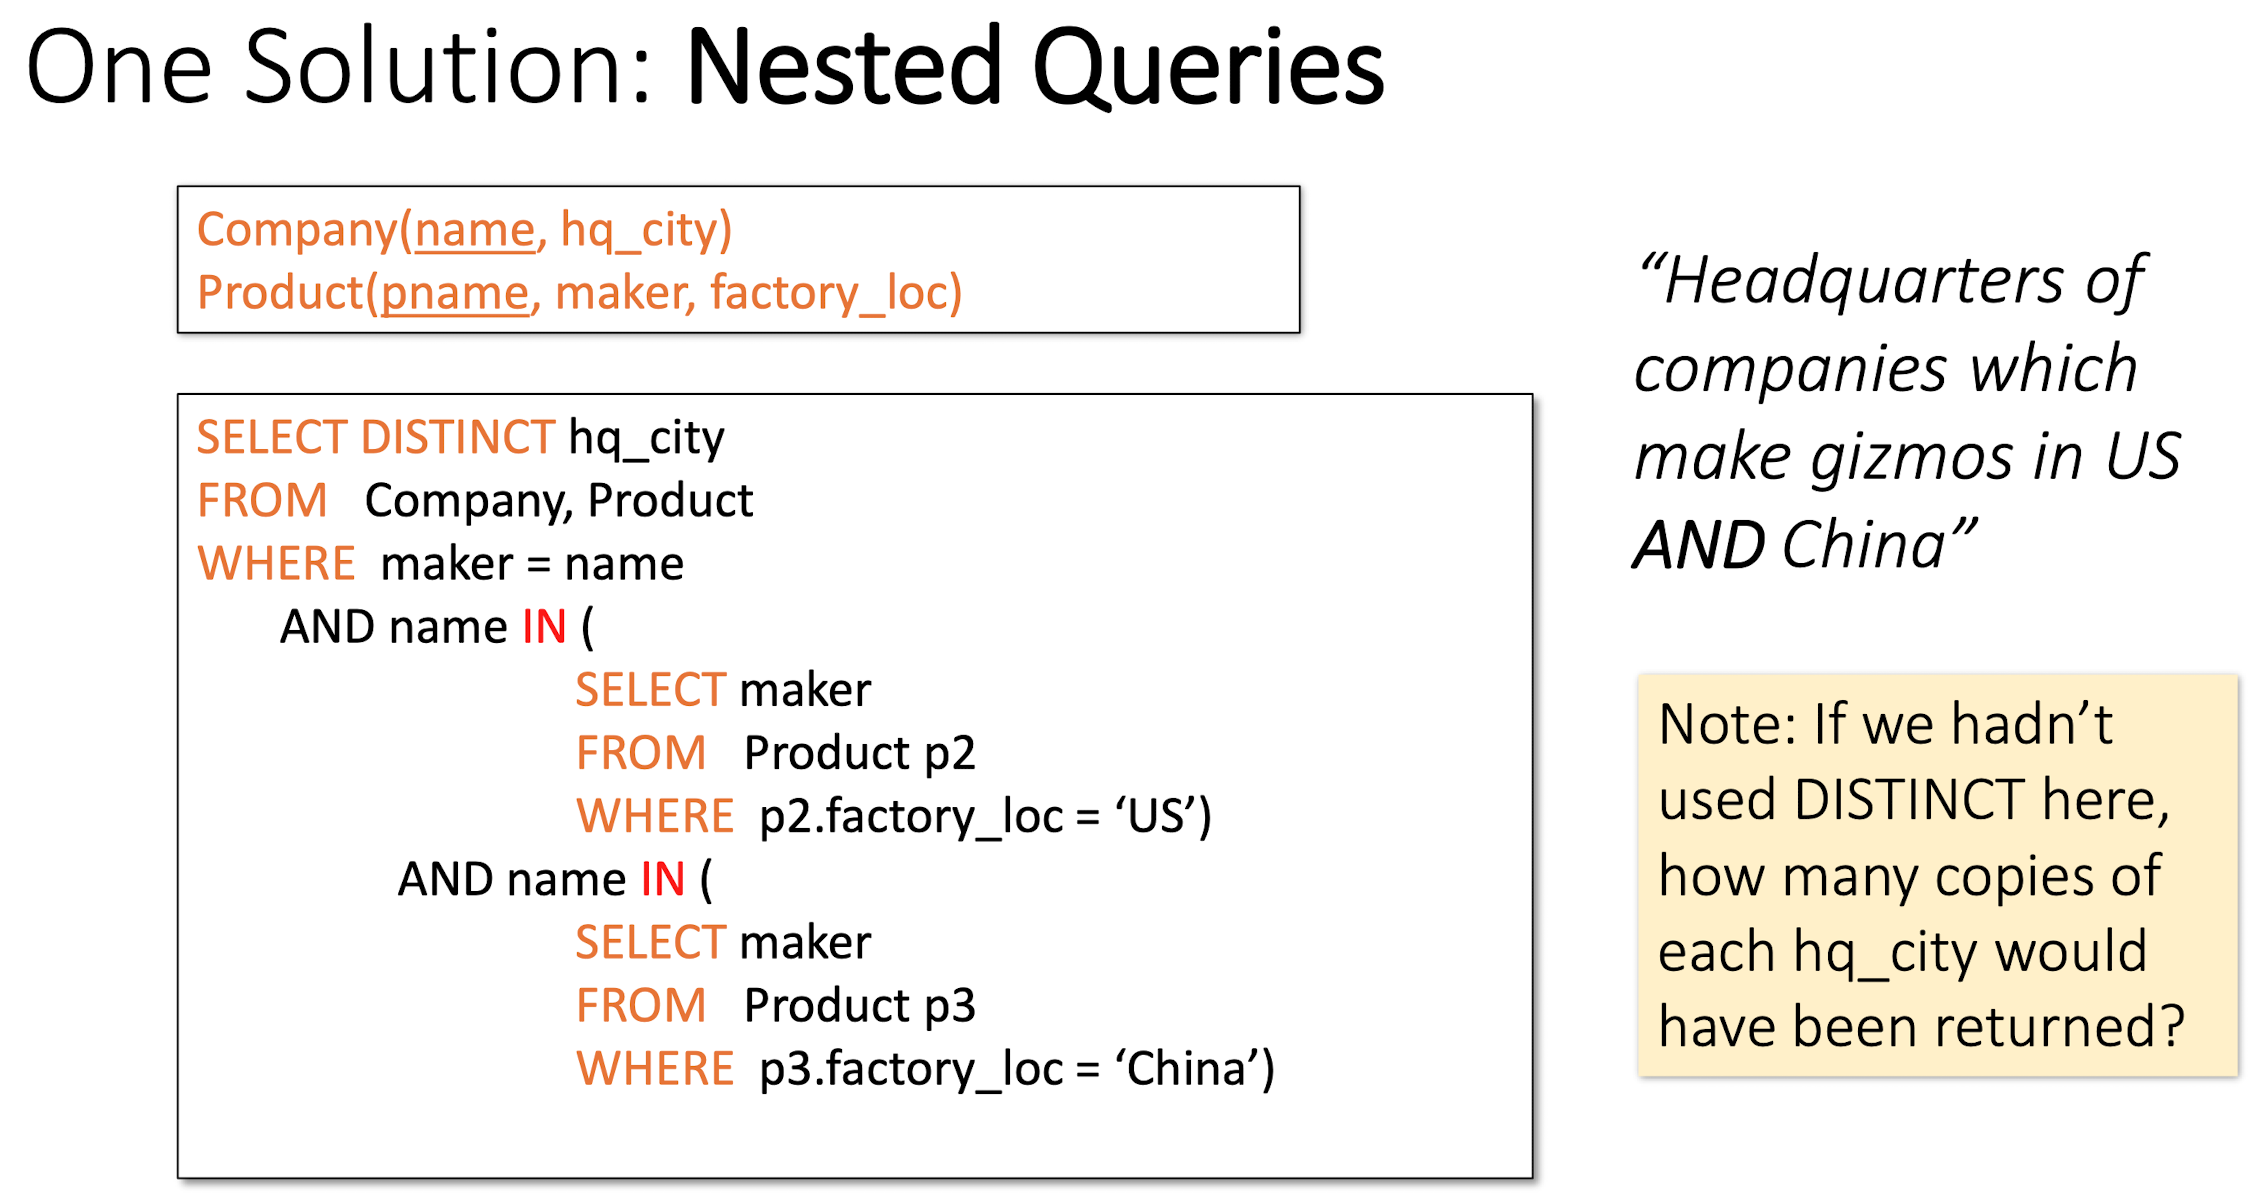 One Solution: Nested Queries
Company(name, hq_city)
Product(pname, maker, factory_loc)
SELECT DISTINCT hq_city
FROM Company, Product
WHERE maker = name
AND name IN (
SELECT maker
FROM Product p2
WHERE p2.factory_loc = ‘US’)
AND name IN (
SELECT maker
FROM Product p3
WHERE p3.factory_loc = ‘China’)
“Headquarters of
companies which
make gizmos in US
AND China”
Note: If we hadn’t
used DISTINCT here,
how many copies of
each hq_city would
have been returned?